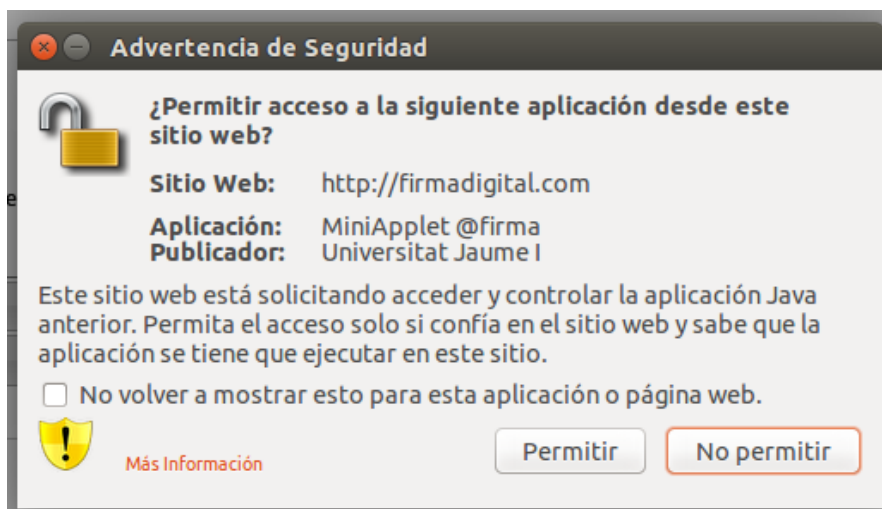 Advertencia de Seguridad
¿Permitir acceso a la siguiente aplicación desde este
sitio web?
Sitio Web: http://firmadigital.com
Aplicación: MiniApplet @firma
Publicador: Universitat Jaume I
Este sitio web está solicitando acceder y controlar la aplicación Java
anterior. Permita el acceso solo si confía en el sitio web y sabe que la
aplicación se tiene que ejecutar en este sitio.
No volver a mostrar esto para esta aplicación o página web.
Más Información
Permitir
No permitir